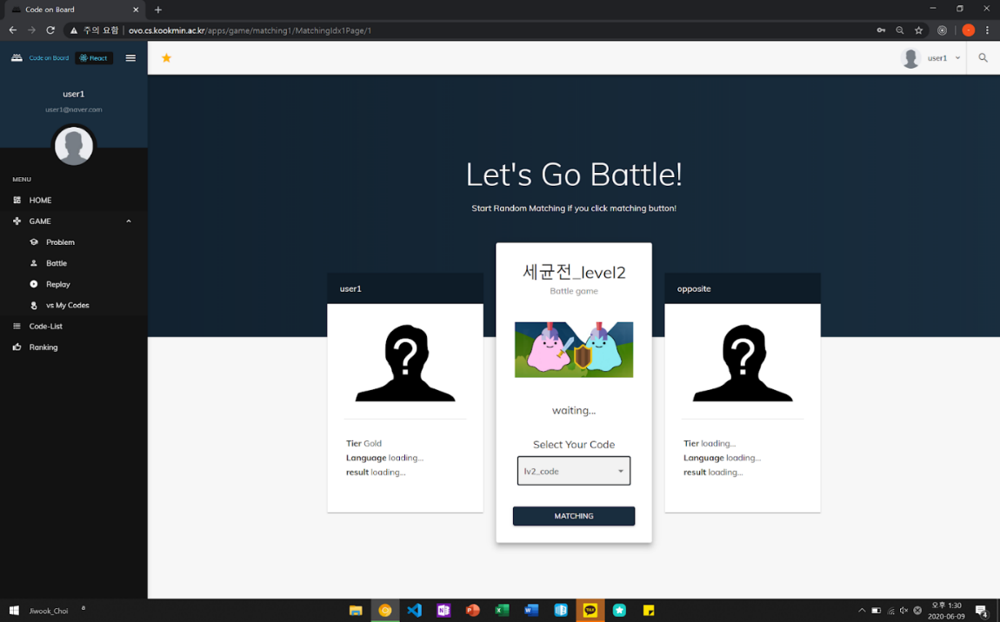 Code on Board
주의 요함
ovo.cs.kookmin.ac.kr/apps/game/matching1/MatchingIdx1Page/1
Code on Board
React
user1
user1
user1@naver.com
MENU
HOME
GAME
Problem
Battle
Replay
vs My Codes
Code-List
Ranking
Let's Go Battle!
Start Random Matching if you click matching button!
user1
Tier Gold
Language loading...
result loading...
세균전_level2
Battle game
waiting...
Select Your Code
lv2_code
MATCHING
opposite
Tier loading...
Language loading...
result loading...
Jiwook_Choi
오후 1:30
2020-06-09
4